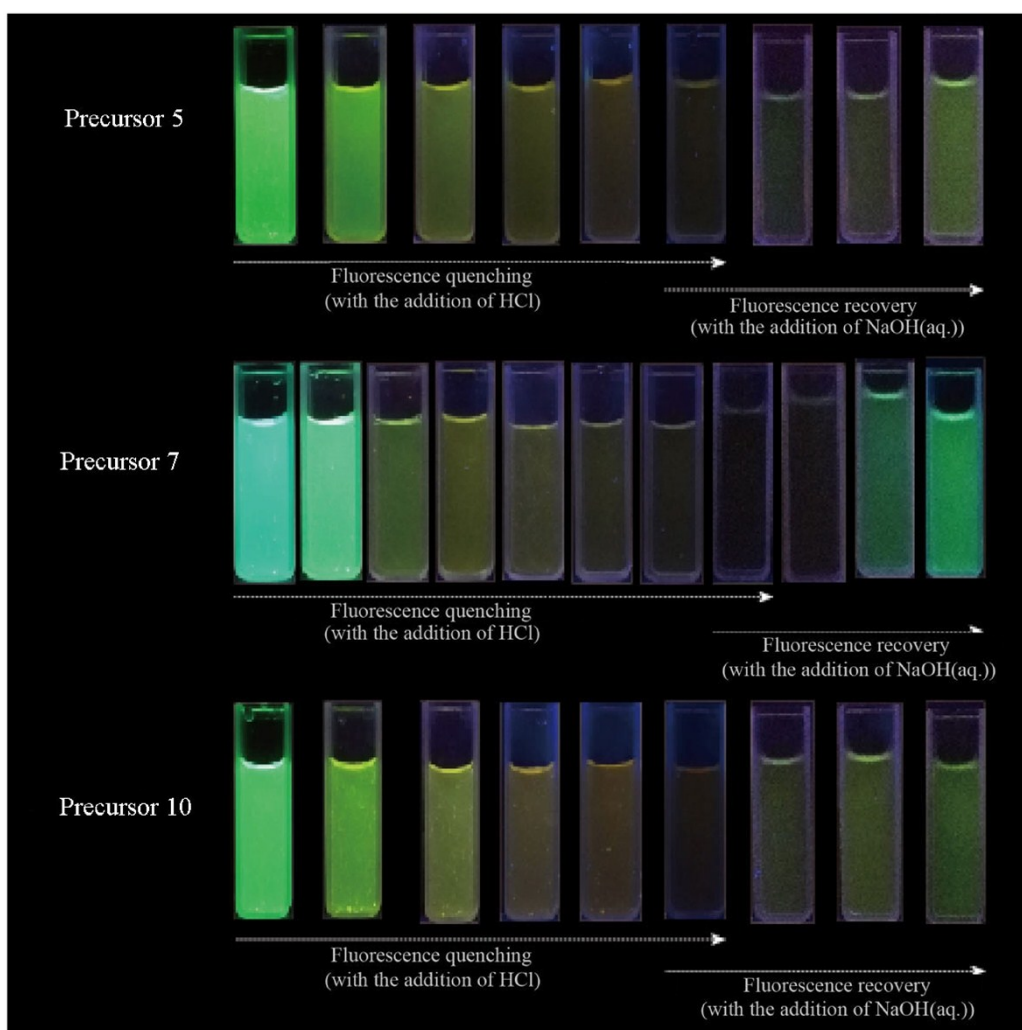 Precursor 5
Fluorescence quenching
(with the addition of HCl)
Fluorescence recovery
(with the addition of NaOH(aq.))
Precursor 7
Fluorescence quenching
(with the addition of HCl)
Fluorescence recovery
(with the addition of NaOH(aq.))
Precursor 10
Fluorescence quenching
(with the addition of HCl)
Fluorescence recovery
(with the addition of NaOH(aq.))